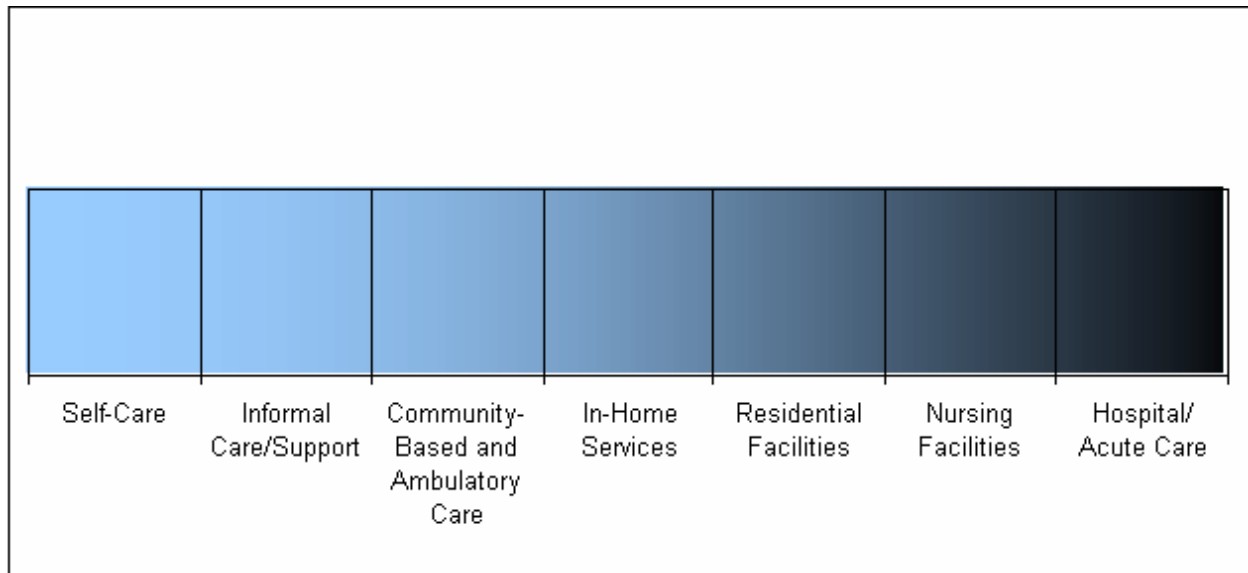 Self-Care
Informal
Care/Support
Community-
Based and
Ambulatory
Care
In-Home
Services
Residential
Facilities
Nursing
Facilities
Hospital/
Acute Care